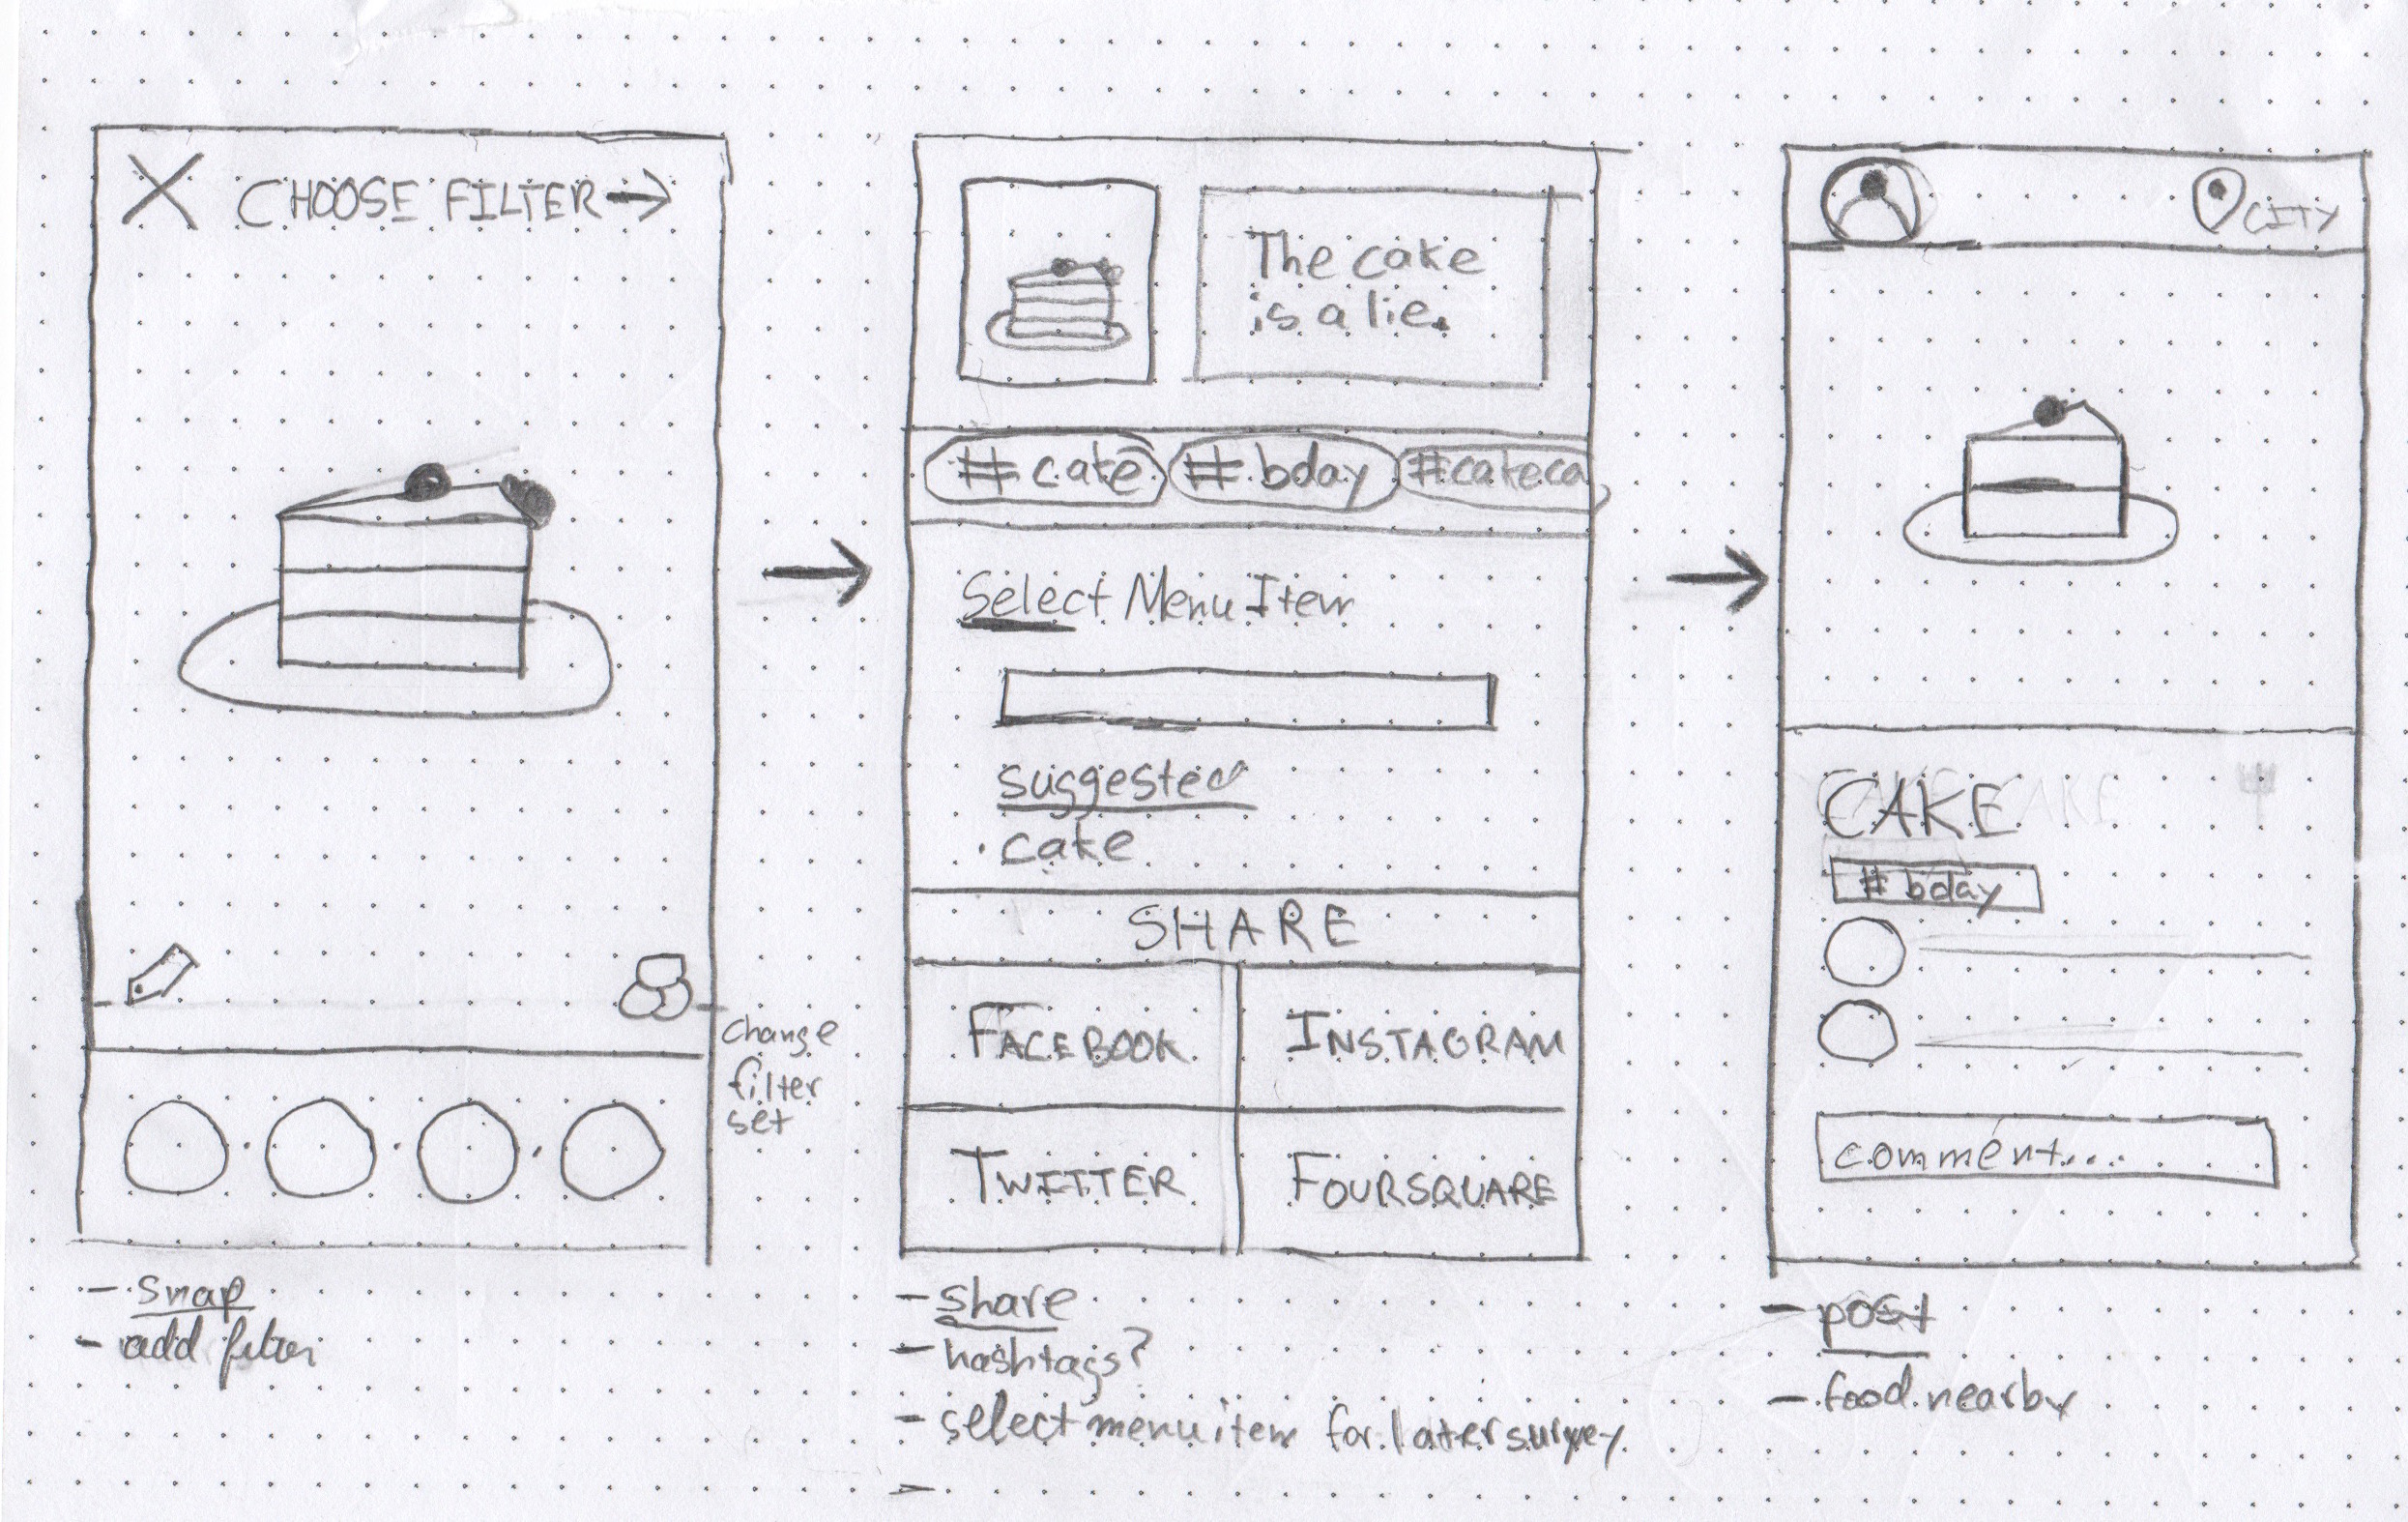 CHOOSE FILTER
change
filter
set
- snap
- add filter
The cake
is a lie.
# cake
# bday
#cakeca
Select Menu Item
suggested
· cake
SHARE
FACEBOOK
INSTAGRAM
TWITTER
FOURSQUARE
- share
- hashtags?
- select menu item for later survey
-
CITY
CAKE
# bday
comment...
- post
- food nearby